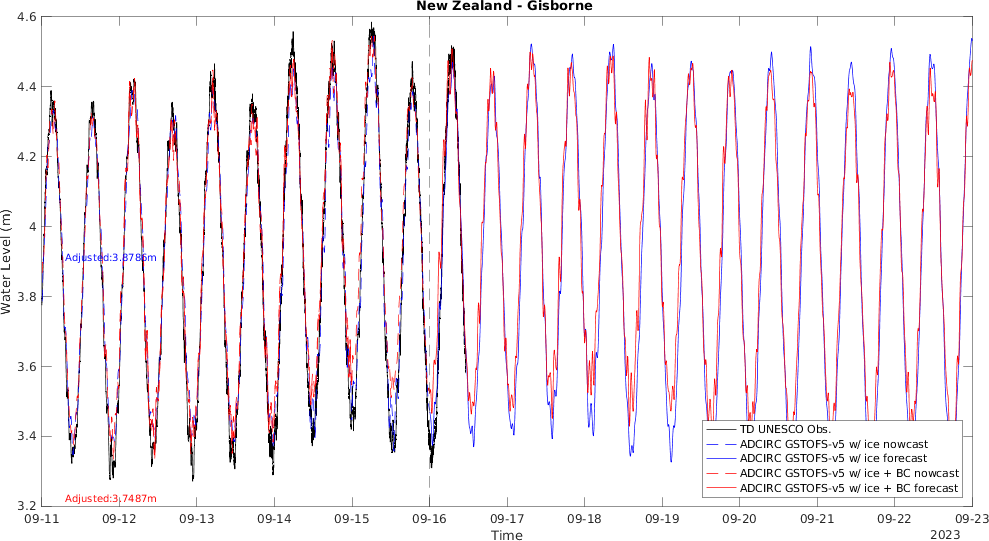 New Zealand - Gisborne
4.6
4.4
4.2
4
3.8
3.6
3.4
3.2
Water Level (m)
Adjusted:3.8786m
Adjusted:3.7487m
TD UNESCO Obs.
ADCIRC GSTOFS-v5 w/ ice nowcast
ADCIRC GSTOFS-v5 w/ ice forecast
ADCIRC GSTOFS-v5 w/ ice + BC nowcast
ADCIRC GSTOFS-v5 w/ ice + BC forecast
09-11 09-12 09-13 09-14 09-15 09-16 09-17 09-18 09-19 09-20 09-21 09-22 09-23
Time
2023